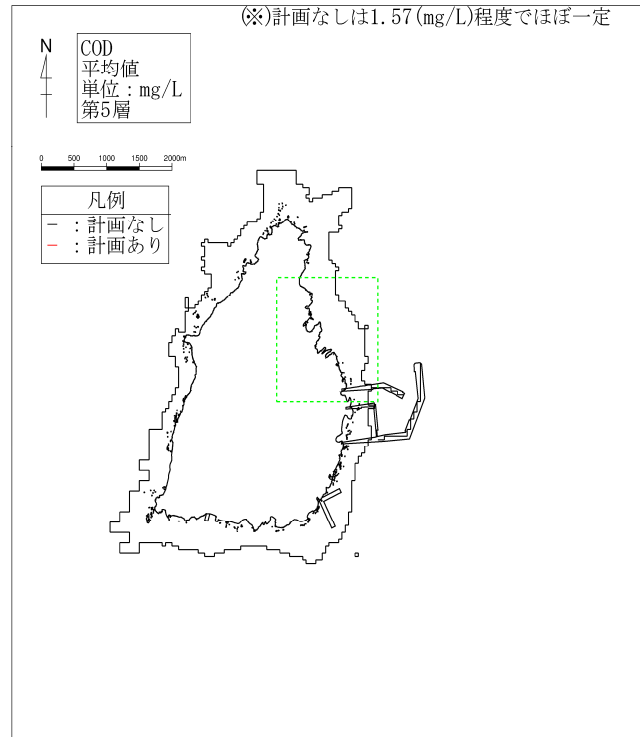 (※)計画なしは1.57(mg/L)程度でほぼ一定
N
COD
平均値
単位：mg/L
第5層
0 500 1000 1500 2000m
凡例
－ ：計画なし
－ ：計画あり